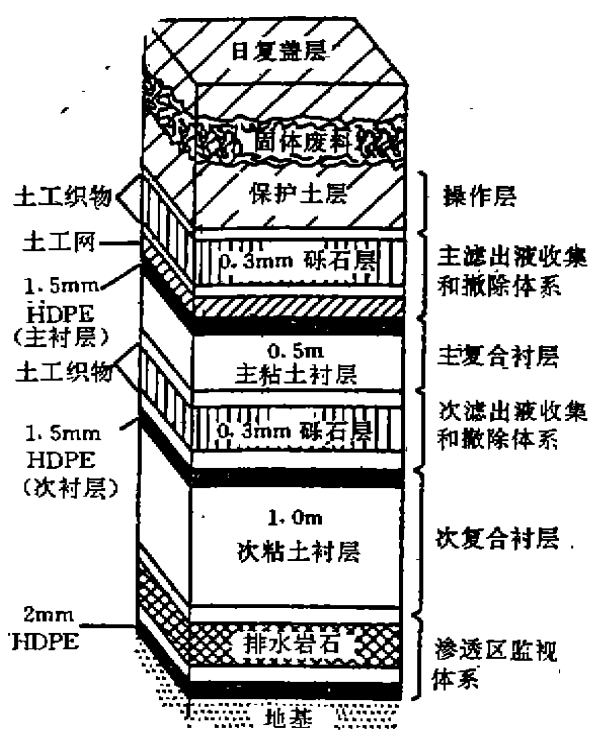 日复盖层
固体废料
保护土层
操作层
土工织物
土工网
0.3mm 砾石层
主滤出液收集
和撤除体系
1.5mm
HDPE
(主衬层)
0.5m
主粘土衬层
主复合衬层
土工织物
0.3mm 砾石层
次滤出液收集
和撤除体系
1.5mm
HDPE
(次衬层)
1.0m
次粘土衬层
次复合衬层
2mm
HDPE
排水岩石
渗透区监视
体系
地基